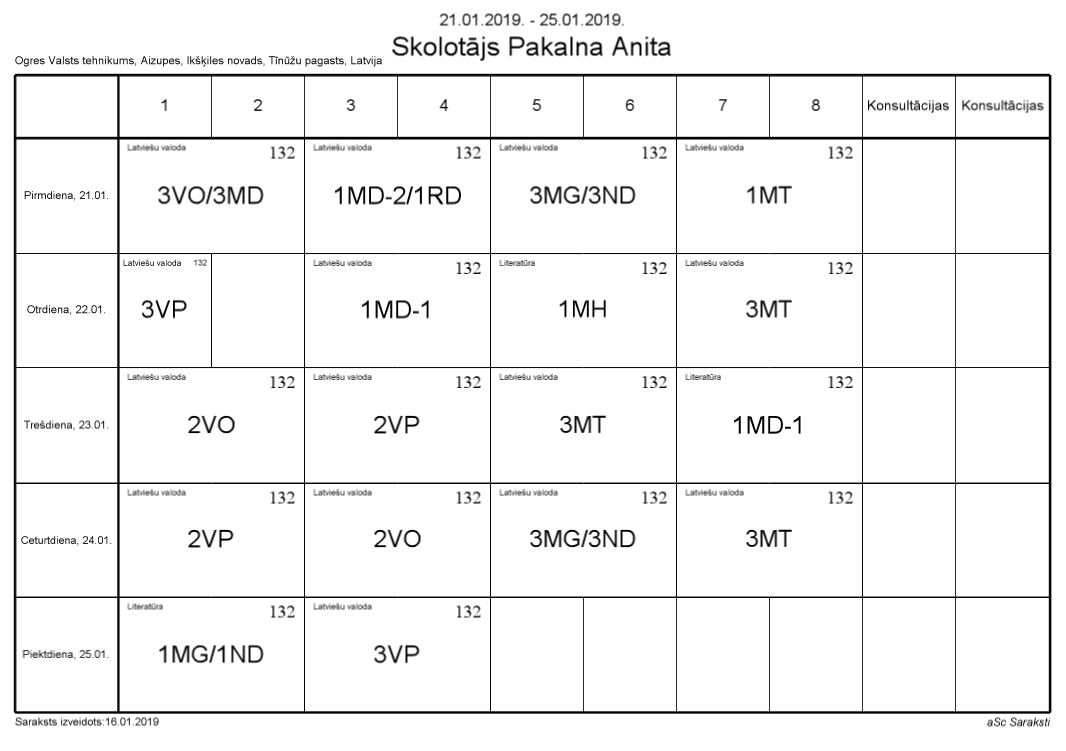 21.01.2019. - 25.01.2019.
Skolotājs Pakalna Anita
Ogres Valsts tehnikums, Aizupes, Ikšķiles novads, Tīnūžu pagasts, Latvija
1 2 3 4 5 6 7 8 Konsultācijas Konsultācijas
Latviešu valoda 132 Latviešu valoda 132 Latviešu valoda 132 Latviešu valoda 132
Pirmdiena, 21.01. 3VO/3MD 1MD-2/1RD 3MG/3ND 1MT
Latviešu valoda 132 Latviešu valoda 132 Literatūra 132 Latviešu valoda 132
Otrdiena, 22.01. 3VP 1MD-1 1MH 3MT
Latviešu valoda 132 Latviešu valoda 132 Latviešu valoda 132 Literatūra 132
Trešdiena, 23.01. 2VO 2VP 3MT 1MD-1
Latviešu valoda 132 Latviešu valoda 132 Latviešu valoda 132 Latviešu valoda 132
Ceturtdiena, 24.01. 2VP 2VO 3MG/3ND 3MT
Literatūra 132 Latviešu valoda 132
Piektdiena, 25.01. 1MG/1ND 3VP
Saraksts izveidots:16.01.2019 aSc Saraksti